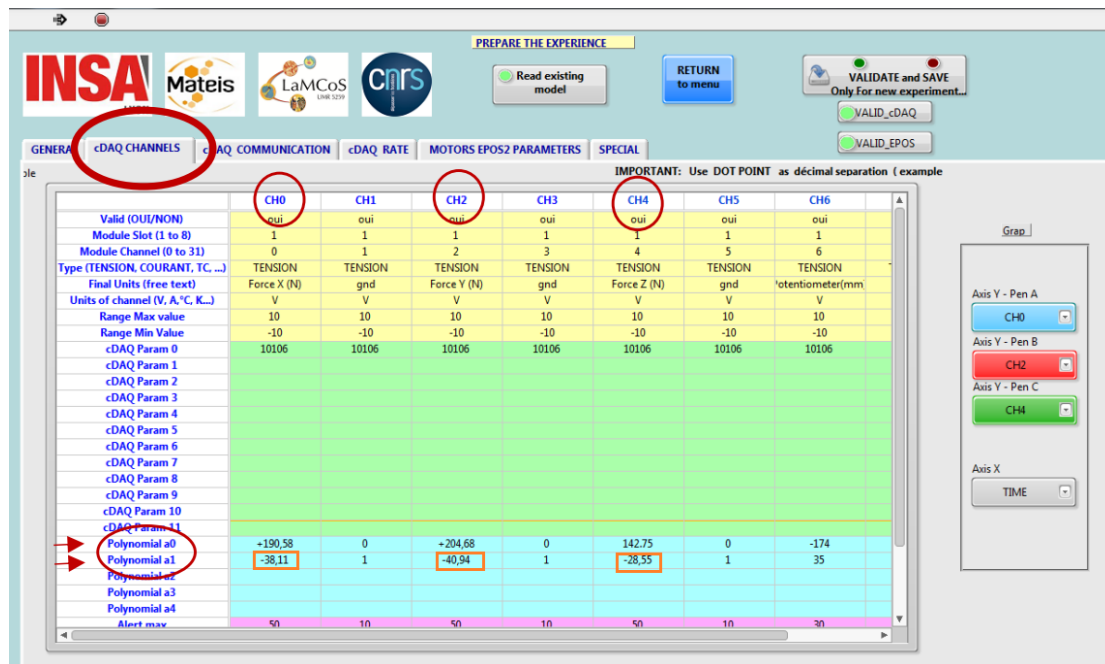 PREPARE THE EXPERIENCE
INSA
Mateis
LaMCoS
UMR 5259
cnrs
Read existing
model
RETURN
to menu
VALIDATE and SAVE
Only For new experiment...
VALID_cDAQ
VALID_EPOS
GENERA cDAQ CHANNELS cDAQ COMMUNICATION cDAQ RATE MOTORS EPOS2 PARAMETERS SPECIAL
ple IMPORTANT: Use DOT POINT as décimal separation ( example
CH0 CH1 CH2 CH3 CH4 CH5 CH6
Valid (OUI/NON) oui oui oui oui oui oui oui
Module Slot (1 to 8) 1 1 1 1 1 1 1
Module Channel (0 to 31) 0 1 2 3 4 5 6
Type (TENSION, COURANT, TC, ...) TENSION TENSION TENSION TENSION TENSION TENSION TENSION
Final Units (free text) Force X (N) gnd Force Y (N) gnd Force Z (N) gnd otentiometer(mm
Units of channel (V, A,°C, K...) V V V V V V V
Range Max value 10 10 10 10 10 10 10
Range Min Value -10 -10 -10 -10 -10 -10 -10
cDAQ Param 0 10106 10106 10106 10106 10106 10106 10106
cDAQ Param 1
cDAQ Param 2
cDAQ Param 3
cDAQ Param 4
cDAQ Param 5
cDAQ Param 6
cDAQ Param 7
cDAQ Param 8
cDAQ Param 9
cDAQ Param 10
cDAQ Param 11
Polynomial a0 +190,58 0 +204,68 0 142.75 0 -174
Polynomial a1 -38,11 1 -40,94 1 -28,55 1 35
Polynomial a2
Polynomial a3
Polynomial a4
Alert max 50 10 50 10 50 10 30
Grap
Axis Y - Pen A
CH0
Axis Y - Pen B
CH2
Axis Y - Pen C
CH4
Axis X
TIME